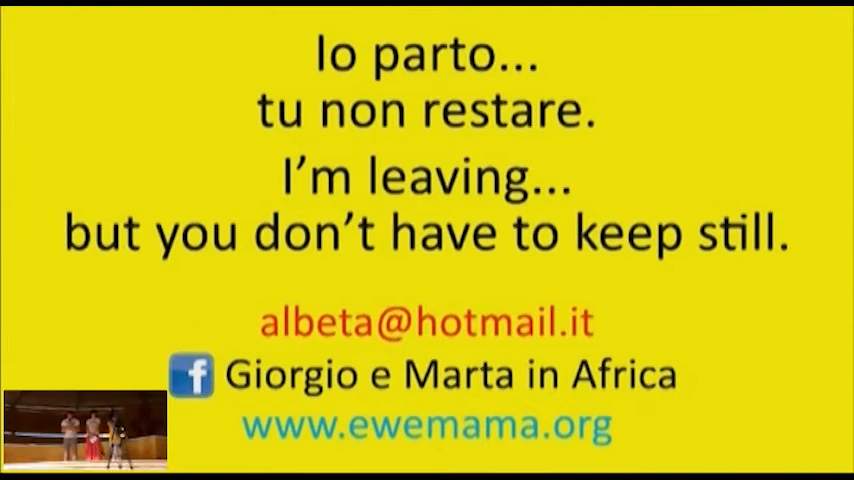 Io parto...
tu non restare.
I'm leaving...
but you don't have to keep still.
albeta@hotmail.it
f Giorgio e Marta in Africa
www.ewemama.org